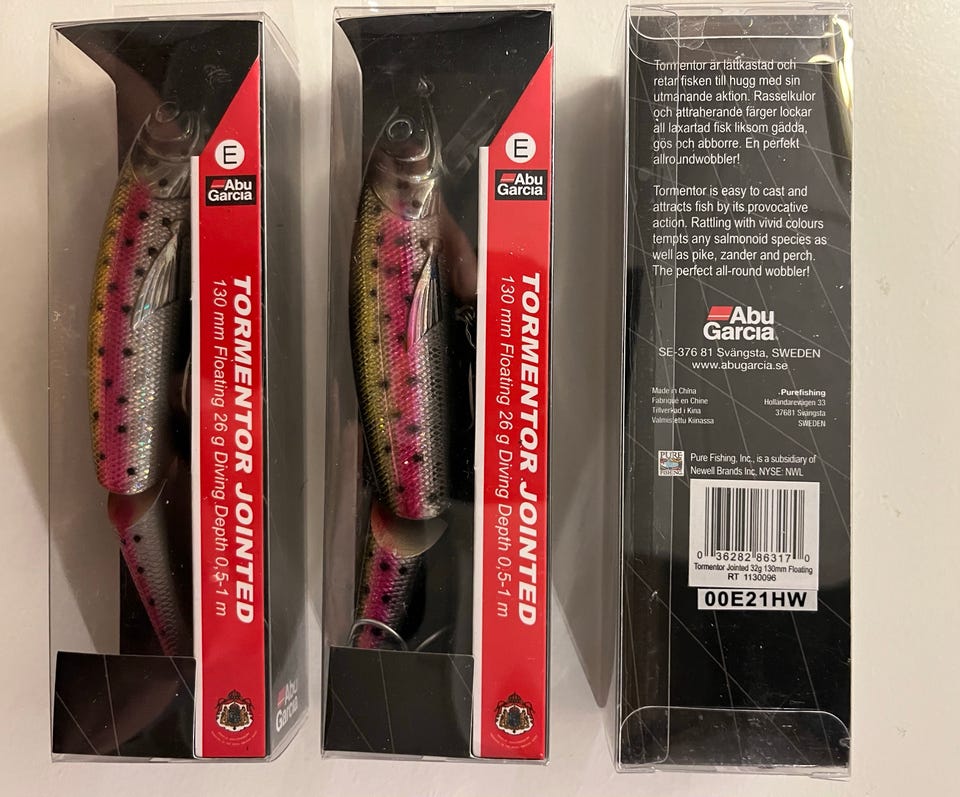 E
Abu
Garcia
TORMENTOR JOINTED
130 mm Floating 26 g Diving Depth 0,5-1 m
Abu
Garcia
E
Abu
Garcia
TORMENTOR JOINTED
130 mm Floating 26 g Diving Depth 0,5-1 m
Tormentor är lättkastad och
retar fisken till hugg med sin
utmanande aktion. Rasselkulor
och attraherande färger lockar
all laxartad fisk liksom gädda,
gös och abborre. En perfekt
allroundwobbler!
Tormentor is easy to cast and
attracts fish by its provocative
action. Rattling with vivid colours
tempts any salmonoid species as
well as pike, zander and perch.
The perfect all-round wobbler!
Abu
Garcia
SE-376 81 Svängsta, SWEDEN
www.abugarcia.se
Made in China
Fabriqué en Chine
Tillverkad i Kina
Valmistettu Kiinassa
Purefishing
Hollandarevägen 33
37681 Svängsta
SWEDEN
PURE
FISHING
Pure Fishing, Inc., is a subsidiary of
Newell Brands Inc. NYSE: NWL
0 36282 86317 0
Tormentor Jointed 32g 130mm Floating
RT 1130096
00E21HW